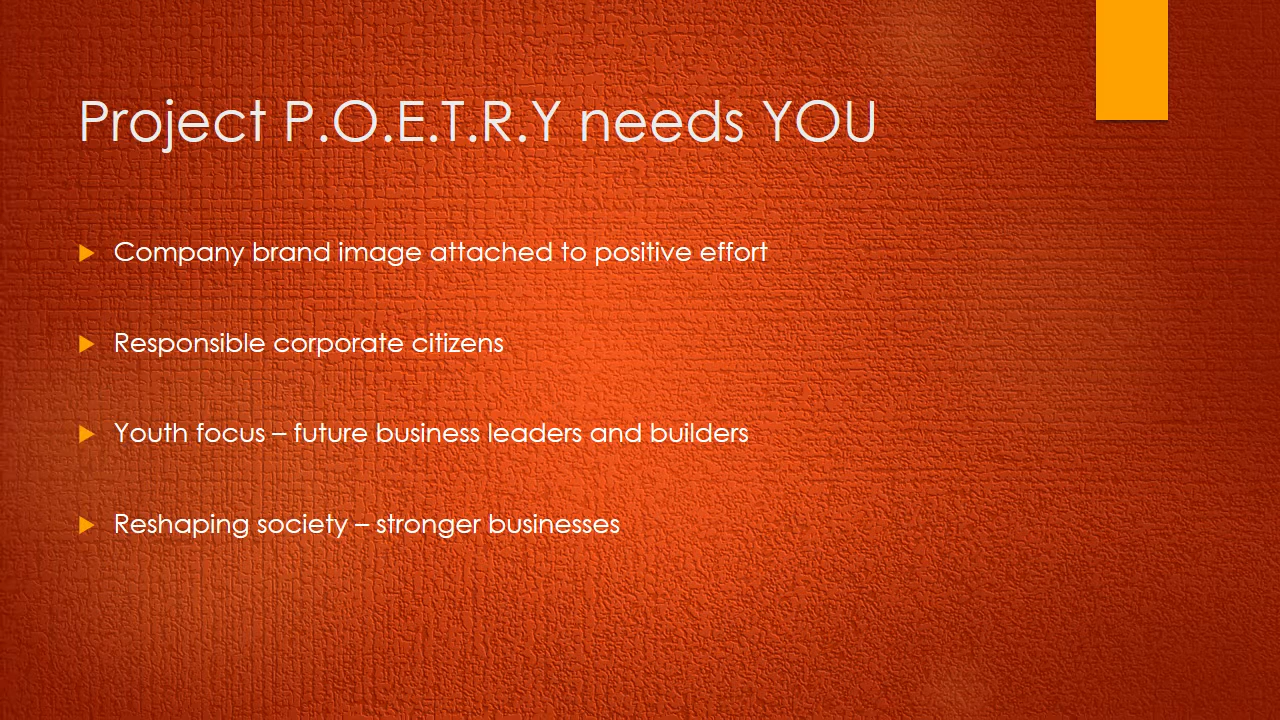 Project P.O.E.T.R.Y needs YOU
Company brand image attached to positive effort
Responsible corporate citizens
Youth focus – future business leaders and builders
Reshaping society – stronger businesses